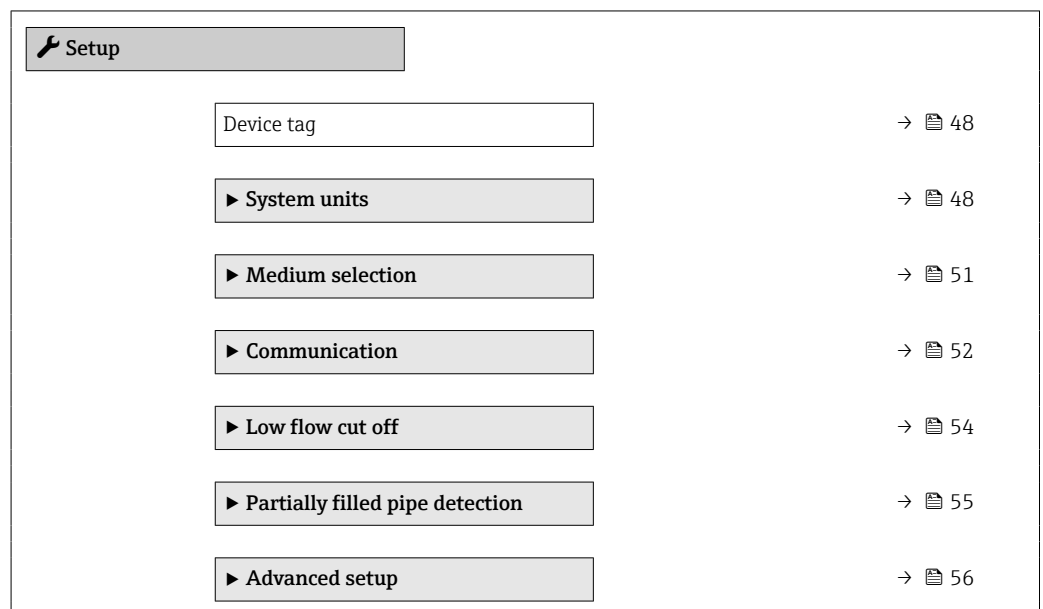 Setup
Device tag → 48
▶ System units → 48
▶ Medium selection → 51
▶ Communication → 52
▶ Low flow cut off → 54
▶ Partially filled pipe detection → 55
▶ Advanced setup → 56